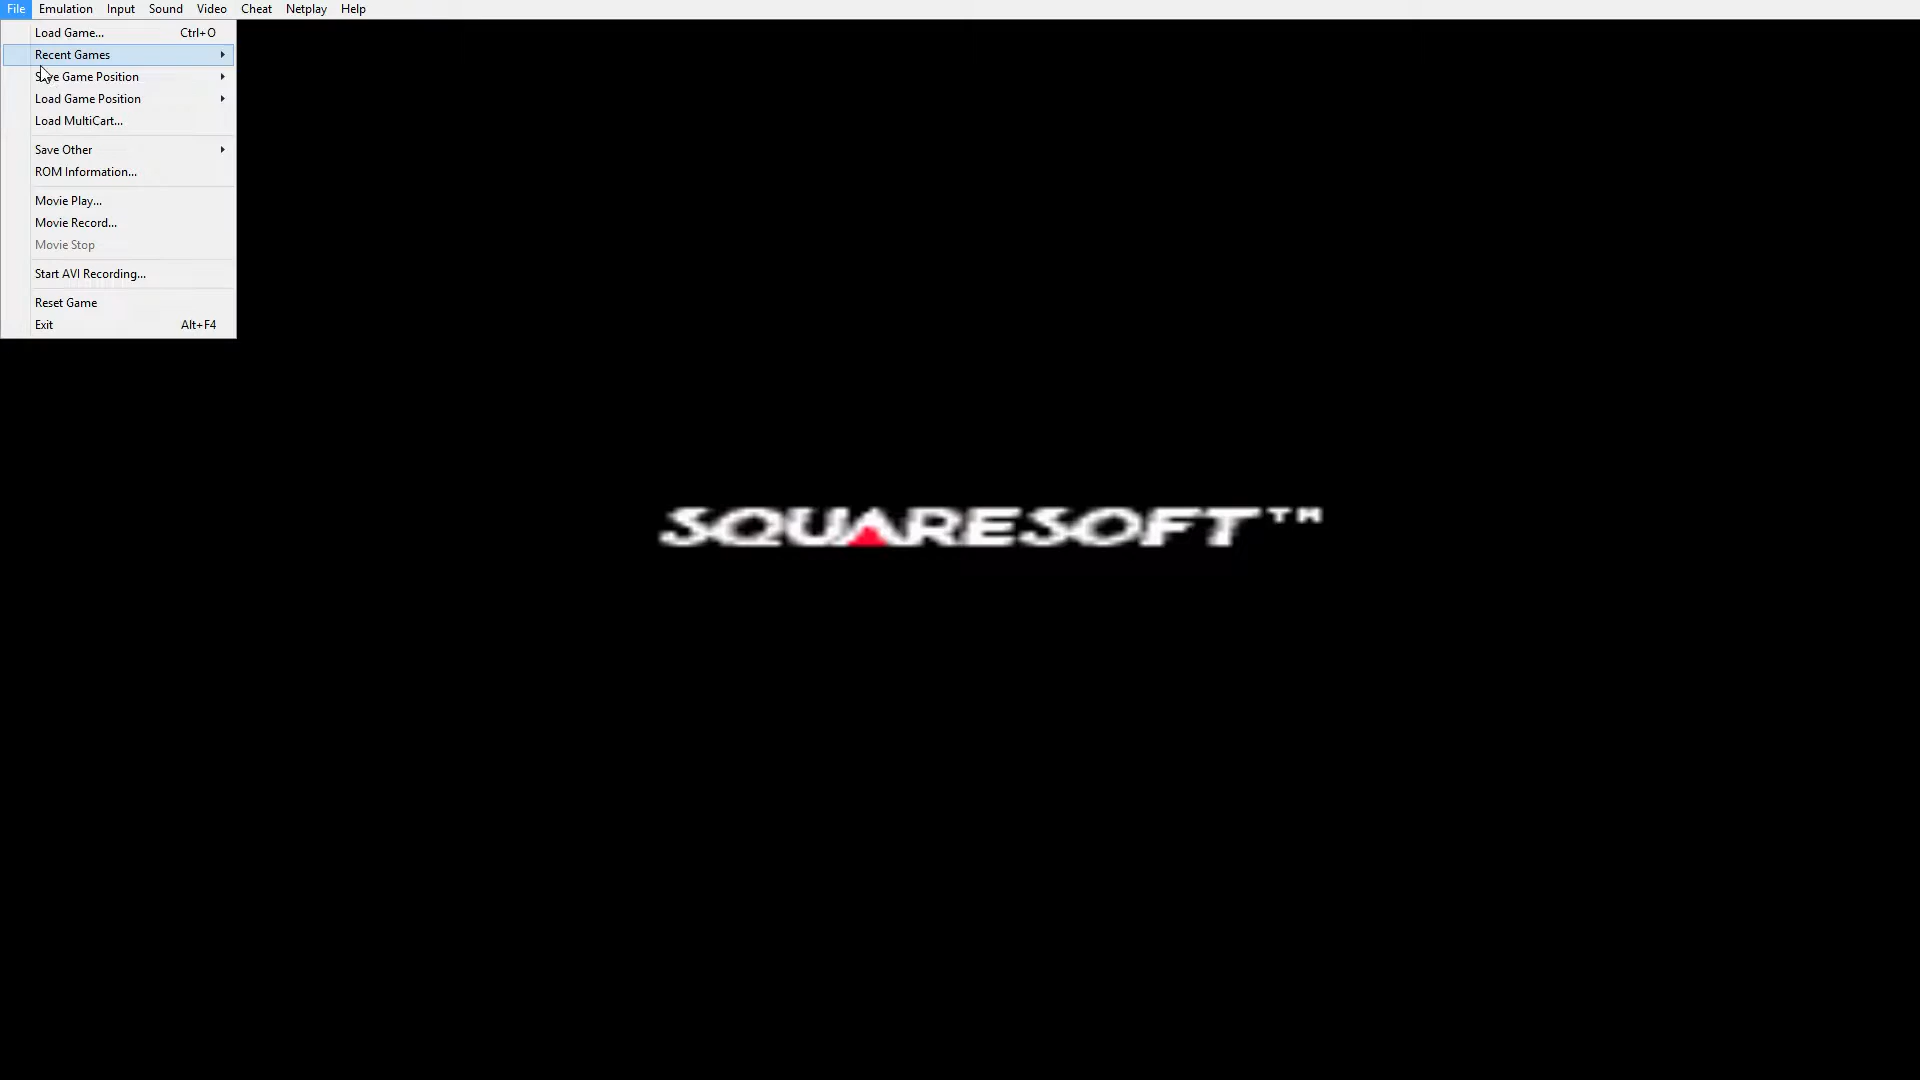 File Emulation Input Sound Video Cheat Netplay Help
Load Game... Ctrl+O
Recent Games
Save Game Position
Load Game Position
Load MultiCart...
Save Other
ROM Information...
Movie Play...
Movie Record...
Movie Stop
Start AVI Recording...
Reset Game
Exit Alt+F4
SQUARESOFT™